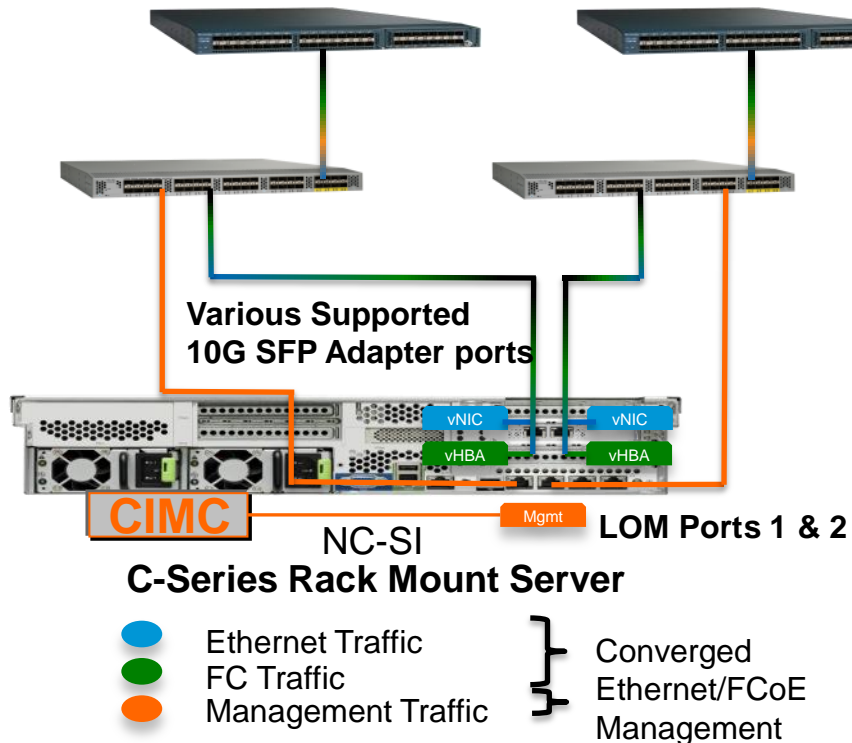 Various Supported
10G SFP Adapter ports
vNIC
vNIC
vHBA
vHBA
CIMC
Mgmt
LOM Ports 1 & 2
NC-SI
C-Series Rack Mount Server
Ethernet Traffic
FC Traffic
Management Traffic
Converged
Ethernet/FCoE
Management